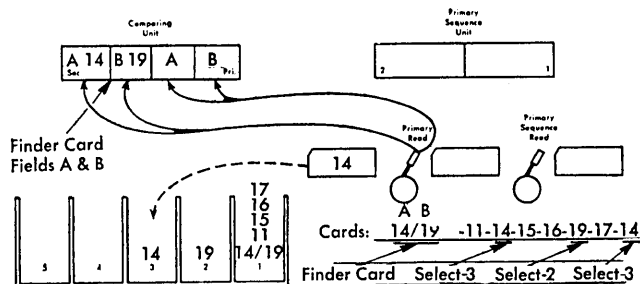 Comparing
Unit
Primary
Sequence
Unit
A 14 B 19 A B
Sec Pri.
2 1
Finder Card
Fields A & B
Primary
Read
Primary
Sequence
Read
14
A B
17
16
15
11
14 19 14/19
5 4 3 2 1
Cards: 14/19 -11-14-15-16-19-17-14
Finder Card Select-3 Select-2 Select-3